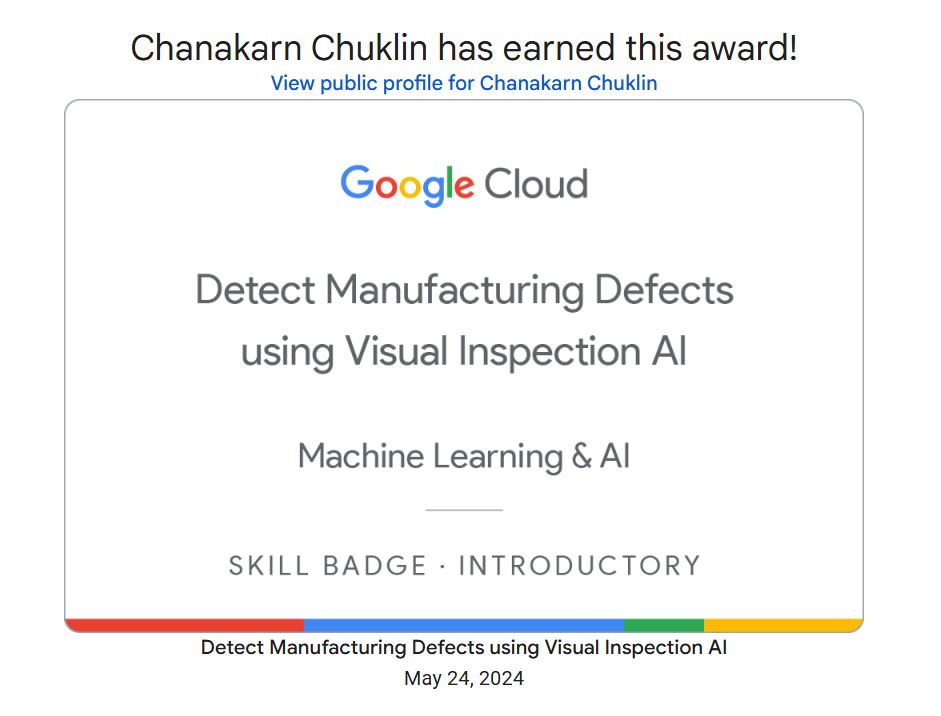 Chanakarn Chuklin has earned this award!
View public profile for Chanakarn Chuklin
Google Cloud
Detect Manufacturing Defects
using Visual Inspection AI
Machine Learning & AI
SKILL BADGE · INTRODUCTORY
Detect Manufacturing Defects using Visual Inspection AI
May 24, 2024